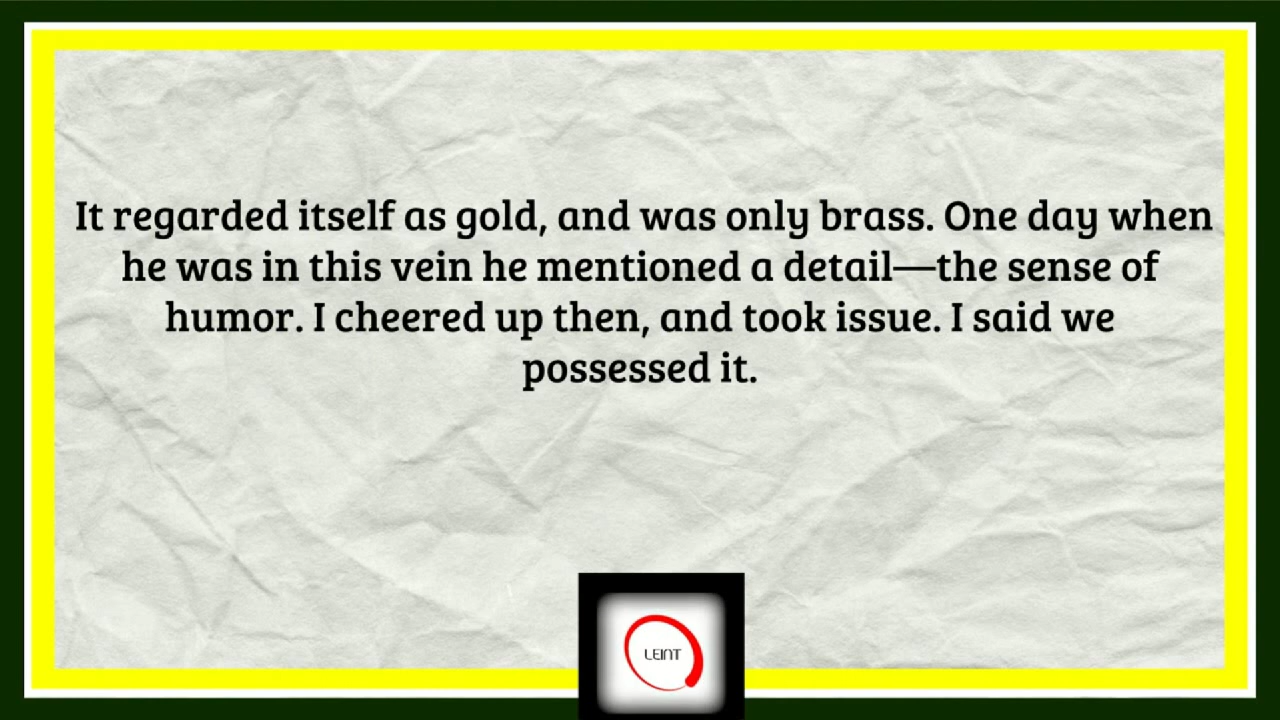 It regarded itself as gold, and was only brass. One day when
he was in this vein he mentioned a detail—the sense of
humor. I cheered up then, and took issue. I said we
possessed it.
LEINT